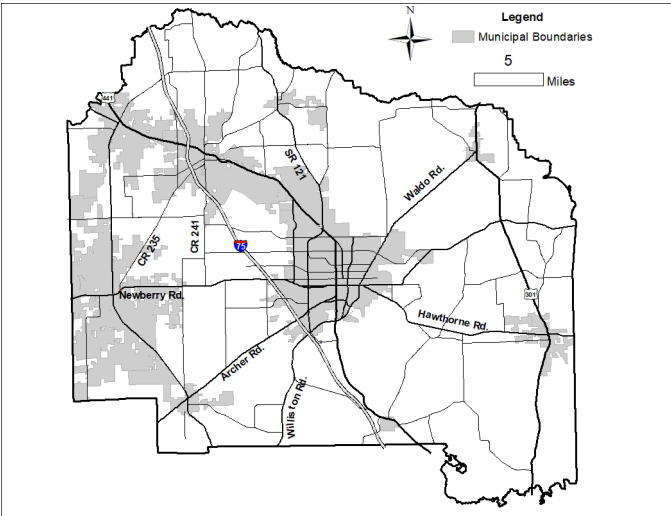 N
Legend
Municipal Boundaries
5
Miles
441
SR 121
Waldo Rd.
CR 235
CR 241
75
Newberry Rd.
301
Hawthorne Rd.
Archer Rd.
Williston Rd.